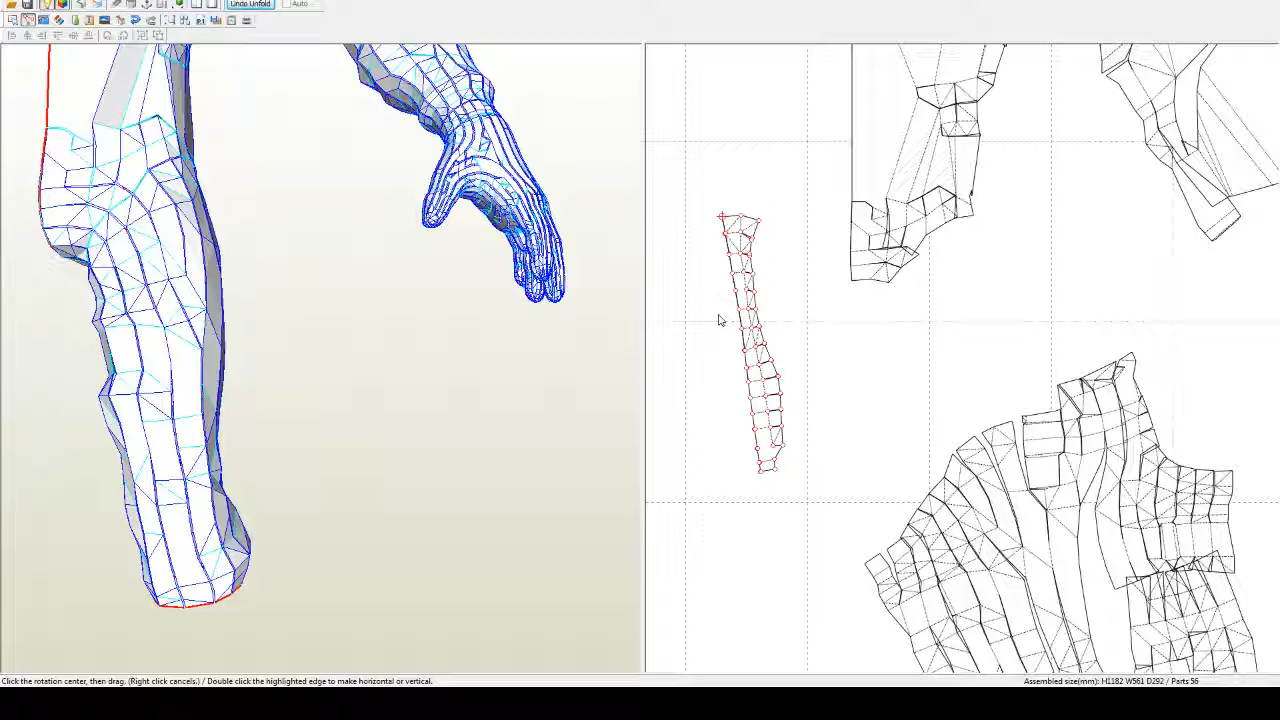 Undo Unfold
Auto
Click the rotation center, then drag. (Right click cancels.) / Double click the highlighted edge to make horizontal or vertical.
Assembled size(mm): H1182 W561 D292 / Parts 56